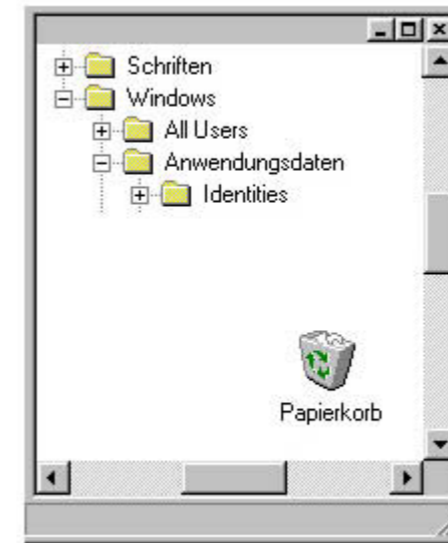 Schriften
Windows
All Users
Anwendungsdaten
Identities
Papierkorb